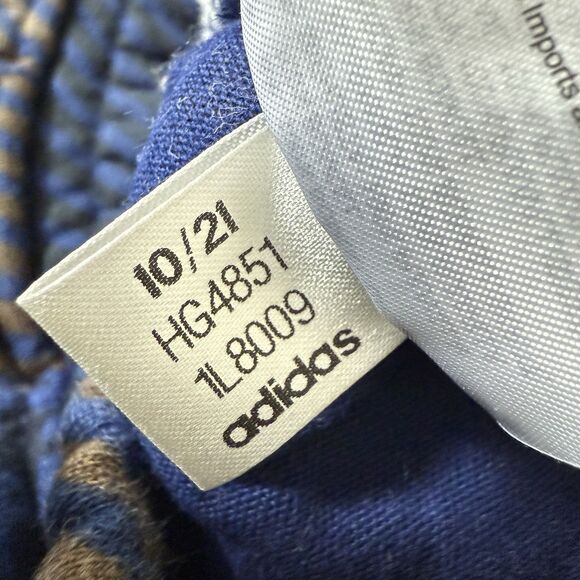 Imports &
10/21
HG4851
1L8009
adidas